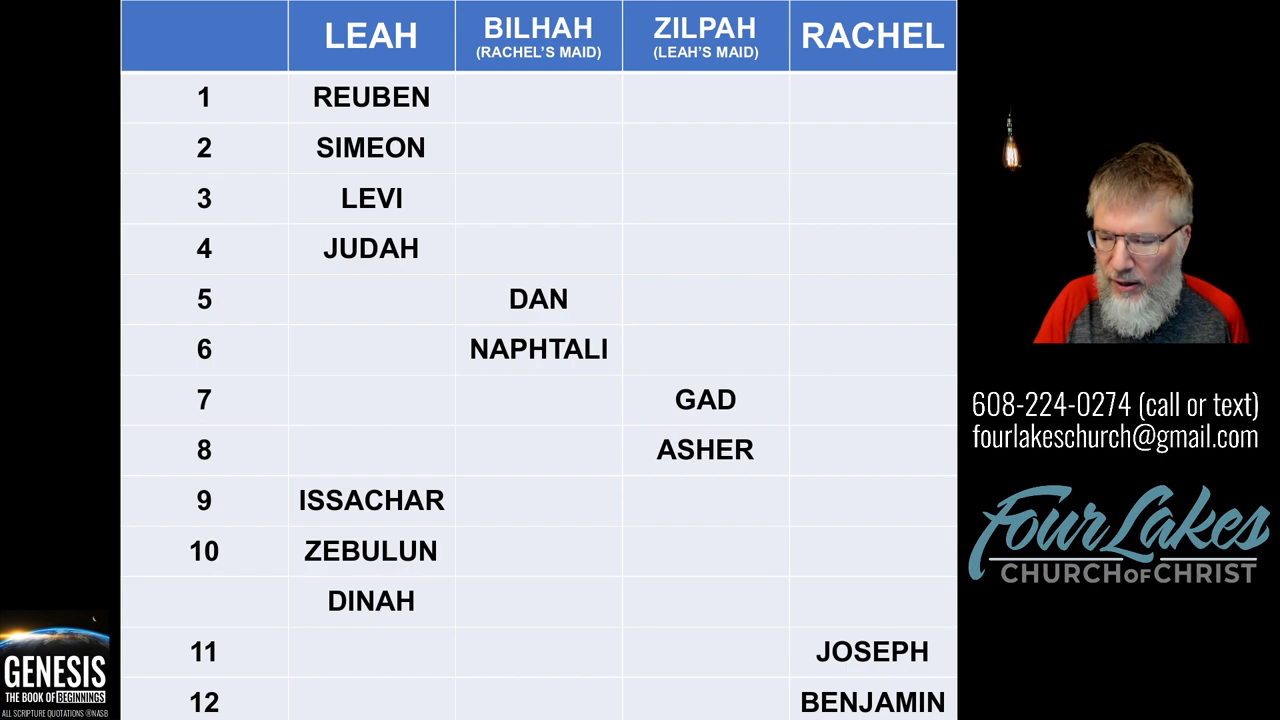 LEAH BILHAH ZILPAH RACHEL
(RACHEL'S MAID) (LEAH'S MAID)
1 REUBEN
2 SIMEON
3 LEVI
4 JUDAH
5 DAN
6 NAPHTALI
7 GAD
8 ASHER
9 ISSACHAR
10 ZEBULUN
DINAH
11 JOSEPH
12 BENJAMIN
608-224-0274 (call or text)
fourlakeschurch@gmail.com
Four Lakes
CHURCH OF CHRIST
GENESIS
THE BOOK OF BEGINNINGS
ALL SCRIPTURE QUOTATIONS @NASB